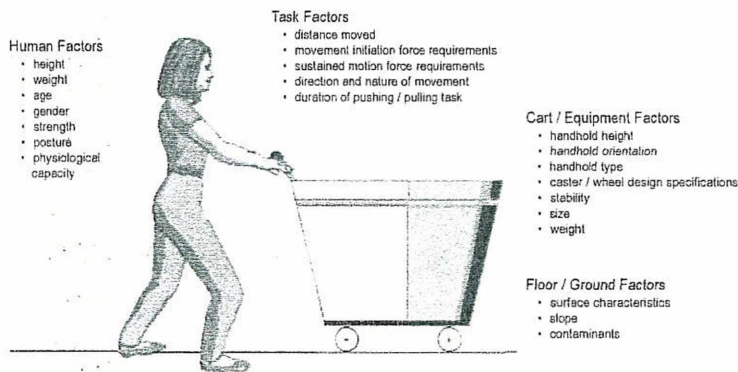 Task Factors
• distance moved
• movement initiation force requirements
• sustained motion force requirements
• direction and nature of movement
• duration of pushing / pulling task
Human Factors
• height
• weight
• age
• gender
• strength
• posture
• physiological
capacity
Cart / Equipment Factors
• handhold height
• handhold orientation
• handhold type
• caster / wheel design specifications
• stability
• size
• weight
Floor / Ground Factors
• surface characteristics
• slope
• contaminants